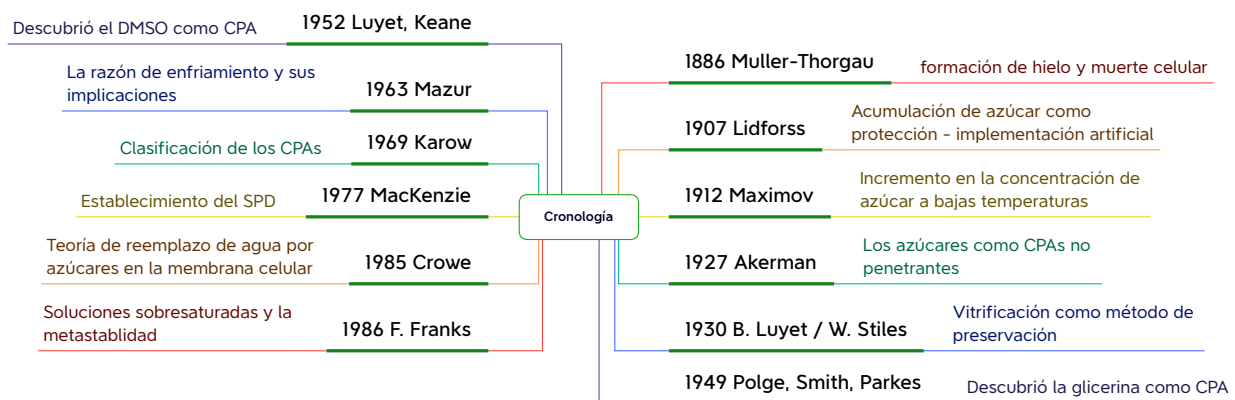 Cronología
1886 Muller-Thorgau
formación de hielo y muerte celular
1907 Lidforss
Acumulación de azúcar como
protección - implementación artificial
1912 Maximov
Incremento en la concentración de
azúcar a bajas temperaturas
1927 Akerman
Los azúcares como CPAs no
penetrantes
1930 B. Luyet / W. Stiles
Vitrificación como método de
preservación
1949 Polge, Smith, Parkes
Descubrió la glicerina como CPA
1952 Luyet, Keane
Descubrió el DMSO como CPA
1963 Mazur
La razón de enfriamiento y sus
implicaciones
1969 Karow
Clasificación de los CPAs
1977 MacKenzie
Establecimiento del SPD
1985 Crowe
Teoría de reemplazo de agua por
azúcares en la membrana celular
1986 F. Franks
Soluciones sobresaturadas y la
metastablidad